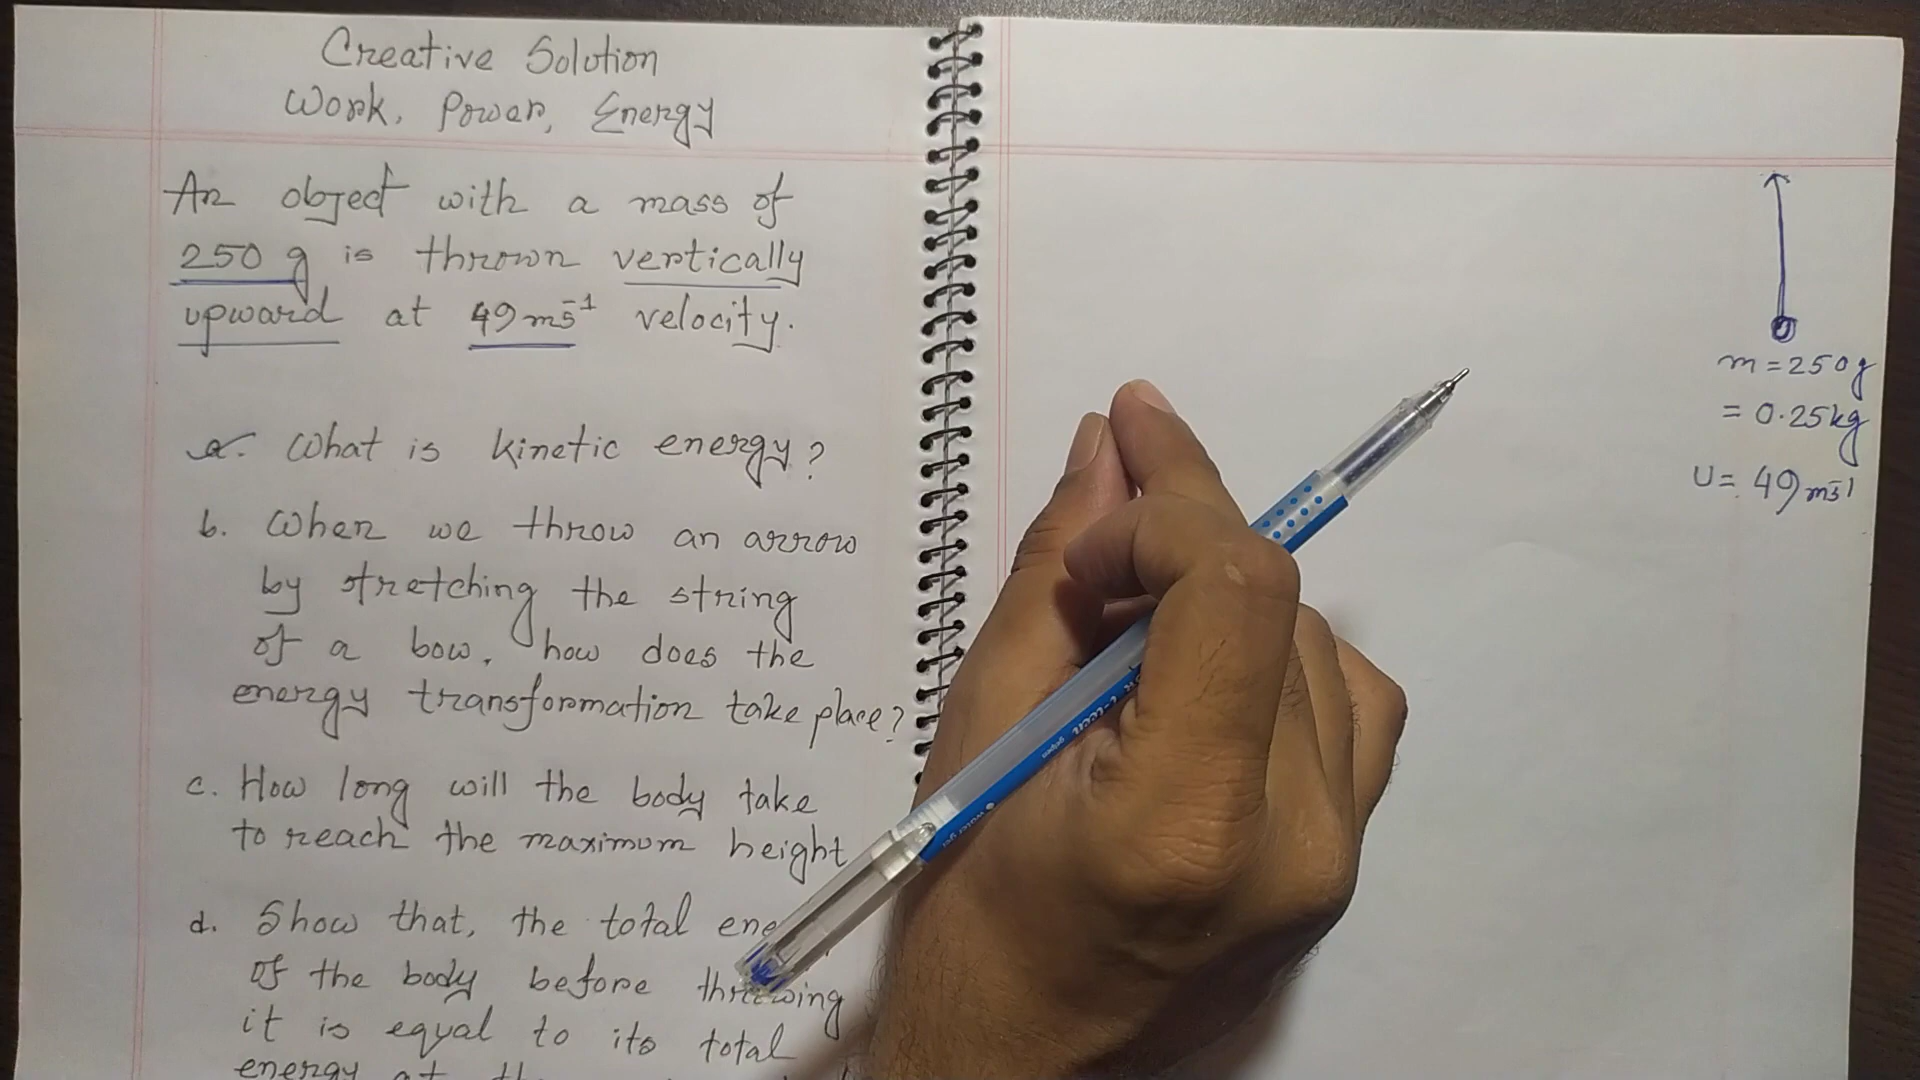 Creative Solution
Work, Power, Energy
An object with a mass of
250 g is thrown vertically
upward at 49 ms⁻¹ velocity.
a. What is kinetic energy?
b. When we throw an arrow
by stretching the string
of a bow, how does the
energy transformation take place?
c. How long will the body take
to reach the maximum height
d. Show that, the total
of the body before throwing
it is equal to its total
energy at
m = 250 g
= 0.25 kg
U = 49 ms⁻¹